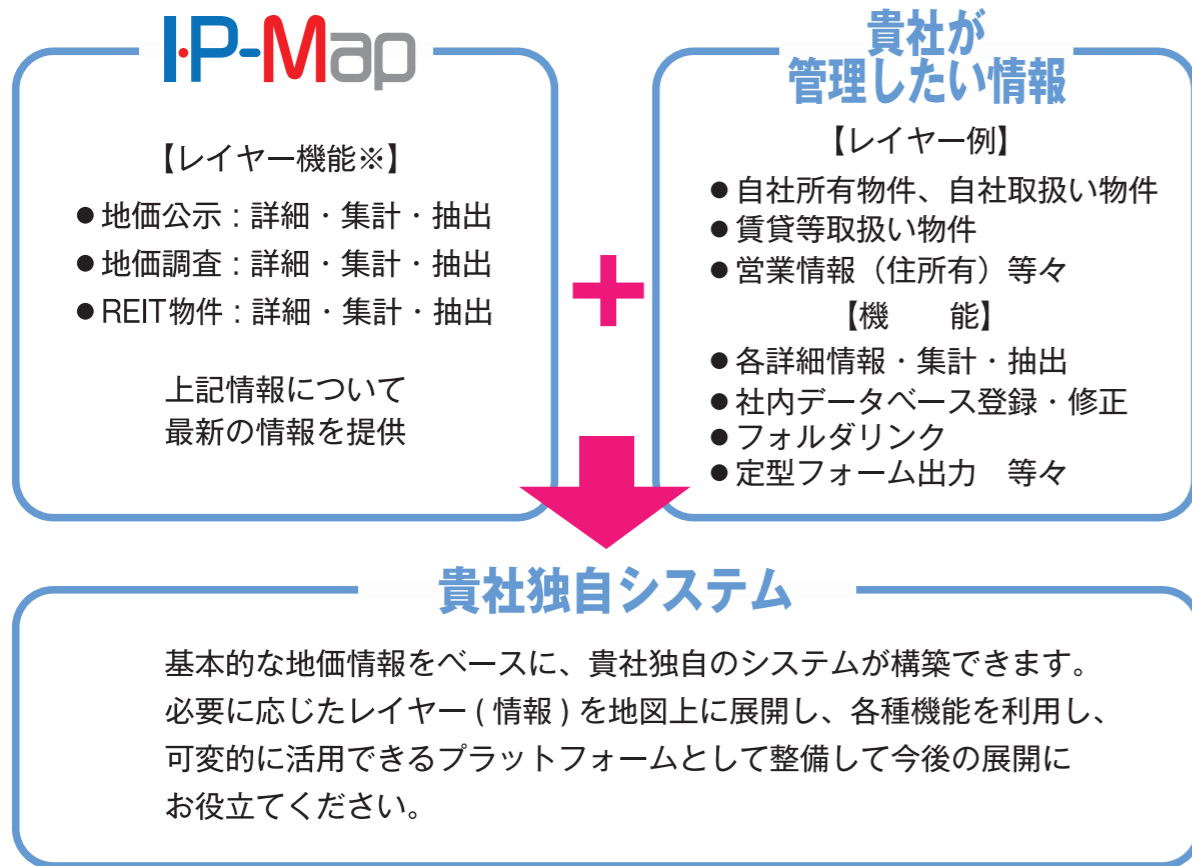 I·P-Map
【レイヤー機能※】
●地価公示：詳細・集計・抽出
●地価調査：詳細・集計・抽出
●REIT物件：詳細・集計・抽出
上記情報について
最新の情報を提供
貴社が
管理したい情報
【レイヤー例】
●自社所有物件、自社取扱い物件
●賃貸等取扱い物件
●営業情報（住所有）等々
【機　　能】
●各詳細情報・集計・抽出
●社内データベース登録・修正
●フォルダリンク
●定型フォーム出力　等々
貴社独自システム
基本的な地価情報をベースに、貴社独自のシステムが構築できます。
必要に応じたレイヤー ( 情報 ) を地図上に展開し、各種機能を利用し、
可変的に活用できるプラットフォームとして整備して今後の展開に
お役立てください。